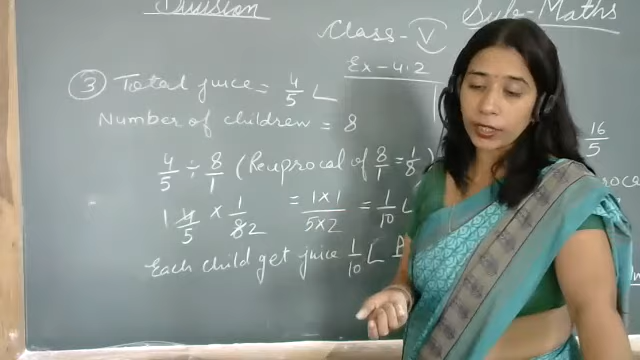 Division
Class - V
Sub - Maths
Ex - 4.2
③ Total juice = 4/5 L
Number of children = 8
4/5 ÷ 8/1 (Reciprocal of 8/1 = 1/8)
1 4/5 × 1/8 2 = 1×1/5×2 = 1/10 L
Each child get juice 1/10 L
16/5